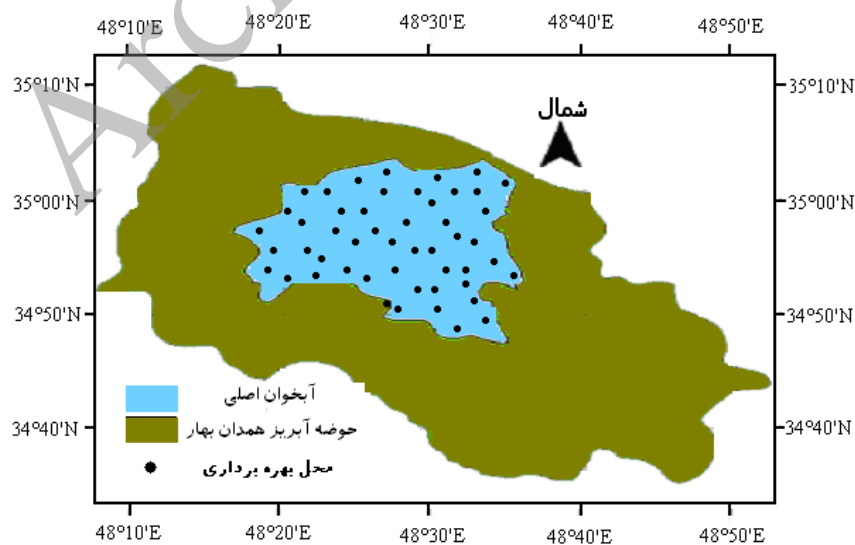 48°10'E 48°20'E 48°30'E 48°40'E 48°50'E
35°10'N 35°10'N
شمال
35°00'N 35°00'N
34°50'N 34°50'N
آبخوان اصلی
حوضه آبریز همدان بهار
محل بهره برداری
34°40'N 34°40'N
48°10'E 48°20'E 48°30'E 48°40'E 48°50'E